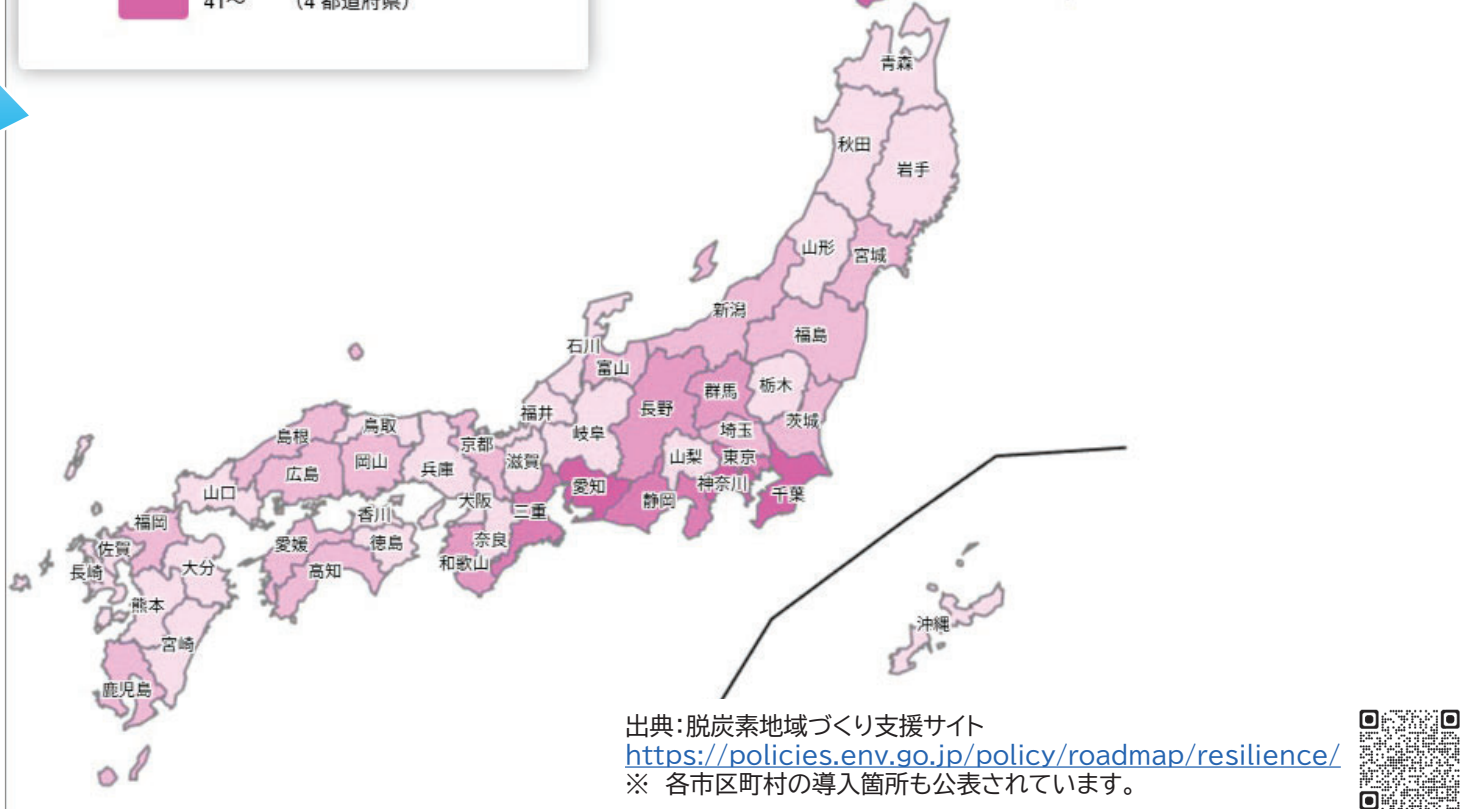 41～ （4 都道府県）
青森
秋田
岩手
山形
宮城
新潟
福島
石川
富山
群馬
栃木
長野
茨城
福井
岐阜
埼玉
山梨
東京
神奈川
千葉
島根
鳥取
京都
滋賀
岡山
兵庫
広島
愛知
静岡
山口
大阪
三重
香川
奈良
福岡
愛媛
徳島
佐賀
高知
和歌山
長崎
大分
熊本
宮崎
鹿児島
沖縄
出典：脱炭素地域づくり支援サイト
https://policies.env.go.jp/policy/roadmap/resilience/
※ 各市区町村の導入箇所も公表されています。